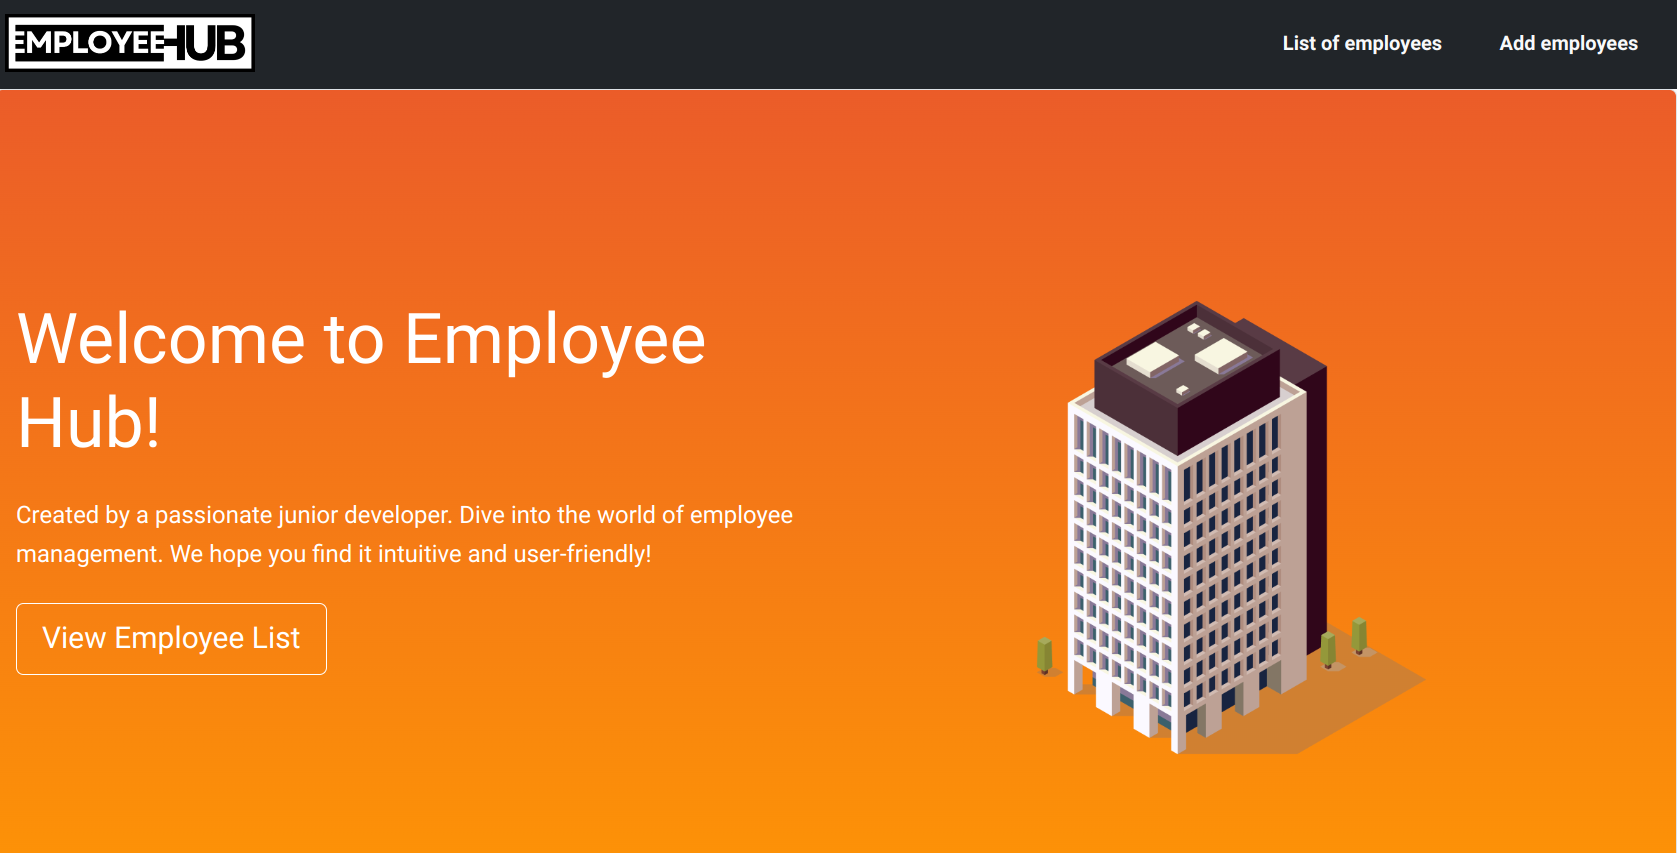 EMPLOYEEHUB
List of employees
Add employees
Welcome to Employee
Hub!
Created by a passionate junior developer. Dive into the world of employee
management. We hope you find it intuitive and user-friendly!
View Employee List